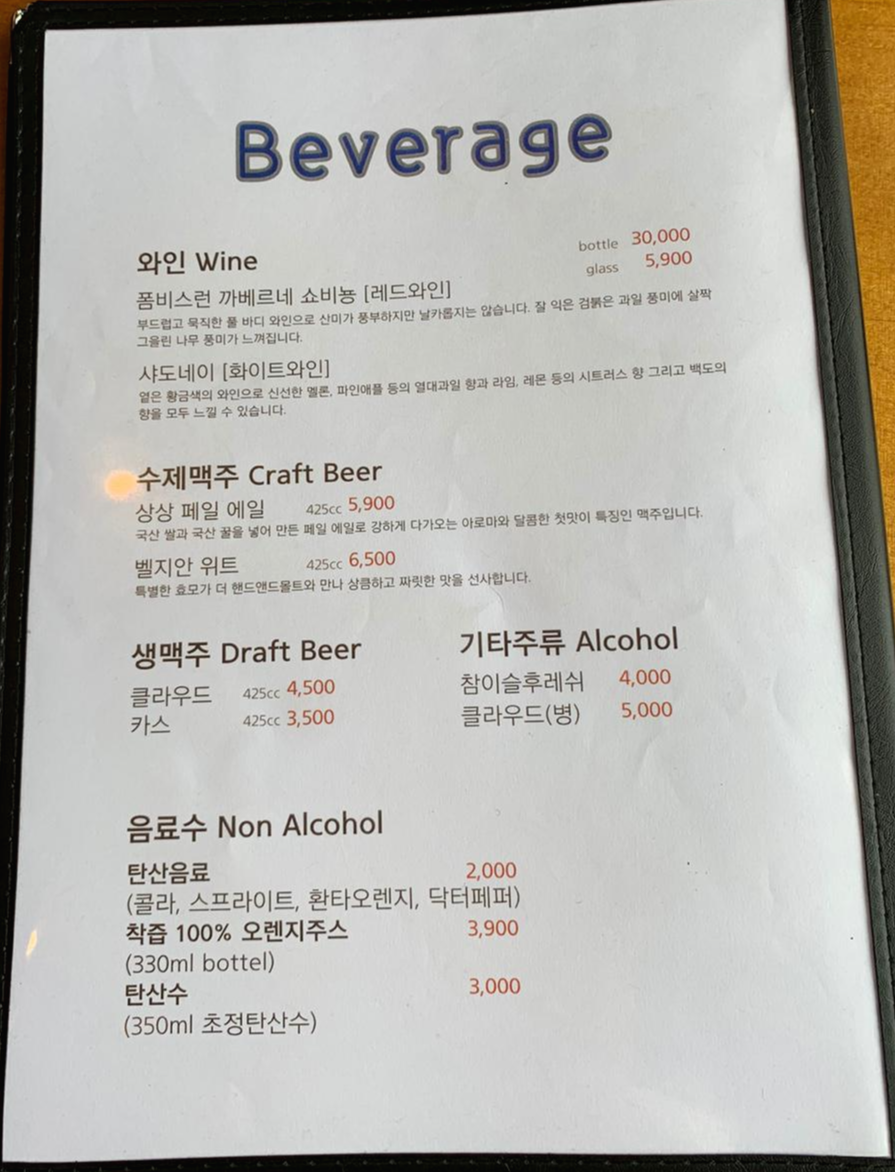 Beverage
와인 Wine
bottle 30,000
glass 5,900
폼비스런 까베르네 쇼비뇽 [레드와인]
부드럽고 묵직한 풀 바디 와인으로 산미가 풍부하지만 날카롭지는 않습니다. 잘 익은 검붉은 과일 풍미에 살짝
그을린 나무 풍미가 느껴집니다.
샤도네이 [화이트와인]
옅은 황금색의 와인으로 신선한 멜론, 파인애플 등의 열대과일 향과 라임, 레몬 등의 시트러스 향 그리고 백도의
향을 모두 느낄 수 있습니다.
수제맥주 Craft Beer
상상 페일 에일 425cc 5,900
국산 쌀과 국산 꿀을 넣어 만든 페일 에일로 강하게 다가오는 아로마와 달콤한 첫맛이 특징인 맥주입니다.
벨지안 위트 425cc 6,500
특별한 효모가 더 핸드앤드몰트와 만나 상큼하고 짜릿한 맛을 선사합니다.
생맥주 Draft Beer
클라우드 425cc 4,500
카스 425cc 3,500
기타주류 Alcohol
참이슬후레쉬 4,000
클라우드(병) 5,000
음료수 Non Alcohol
탄산음료 2,000
(콜라, 스프라이트, 환타오렌지, 닥터페퍼)
착즙 100% 오렌지주스 3,900
(330ml bottel)
탄산수 3,000
(350ml 초정탄산수)